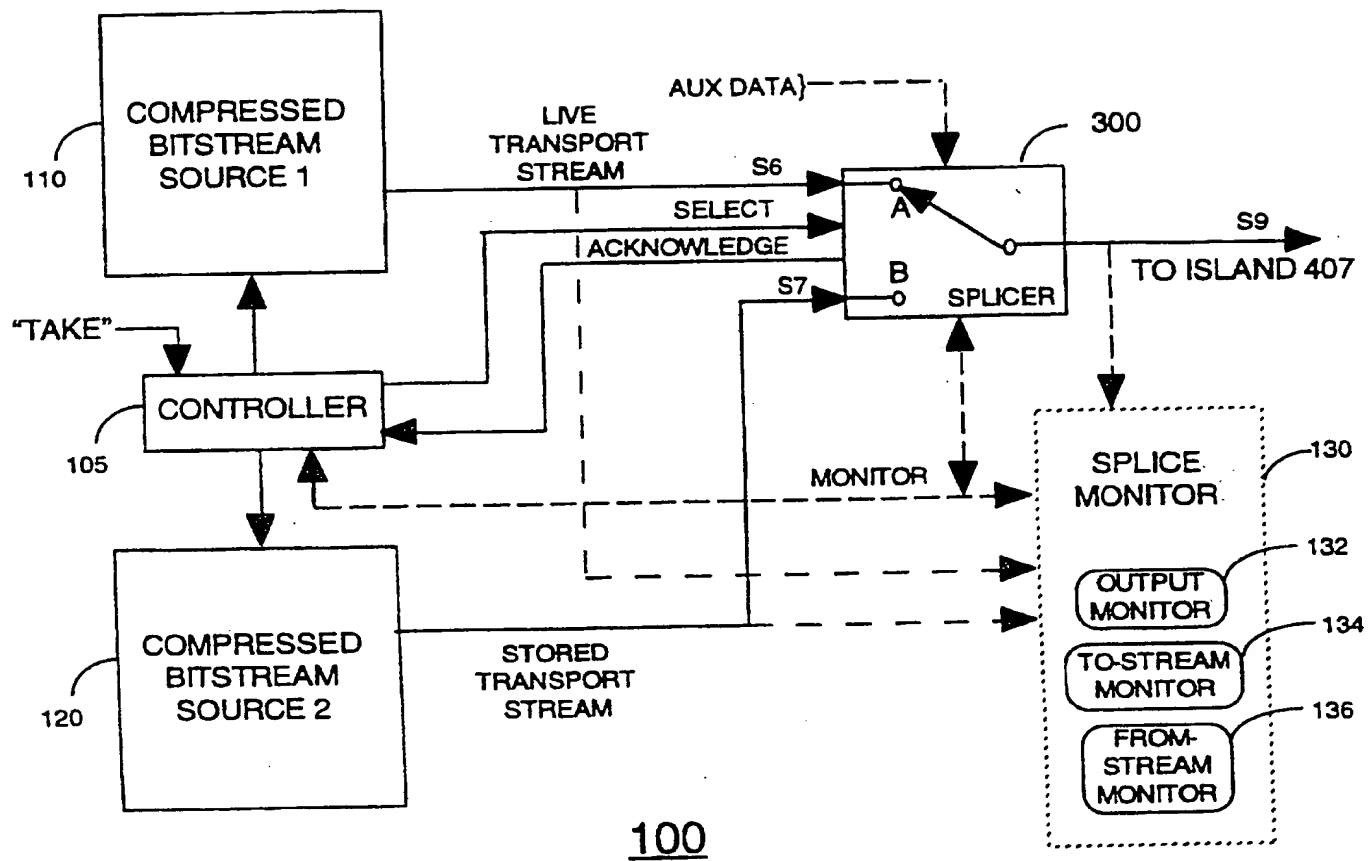 COMPRESSED
BITSTREAM
SOURCE 1
110
LIVE
TRANSPORT
STREAM
AUX DATA}
300
S6
A
SELECT
ACKNOWLEDGE
S7
B
SPLICER
S9
TO ISLAND 407
"TAKE"
CONTROLLER
105
MONITOR
SPLICE
MONITOR
130
132
OUTPUT
MONITOR
134
TO-STREAM
MONITOR
136
FROM-
STREAM
MONITOR
COMPRESSED
BITSTREAM
SOURCE 2
120
STORED
TRANSPORT
STREAM
100